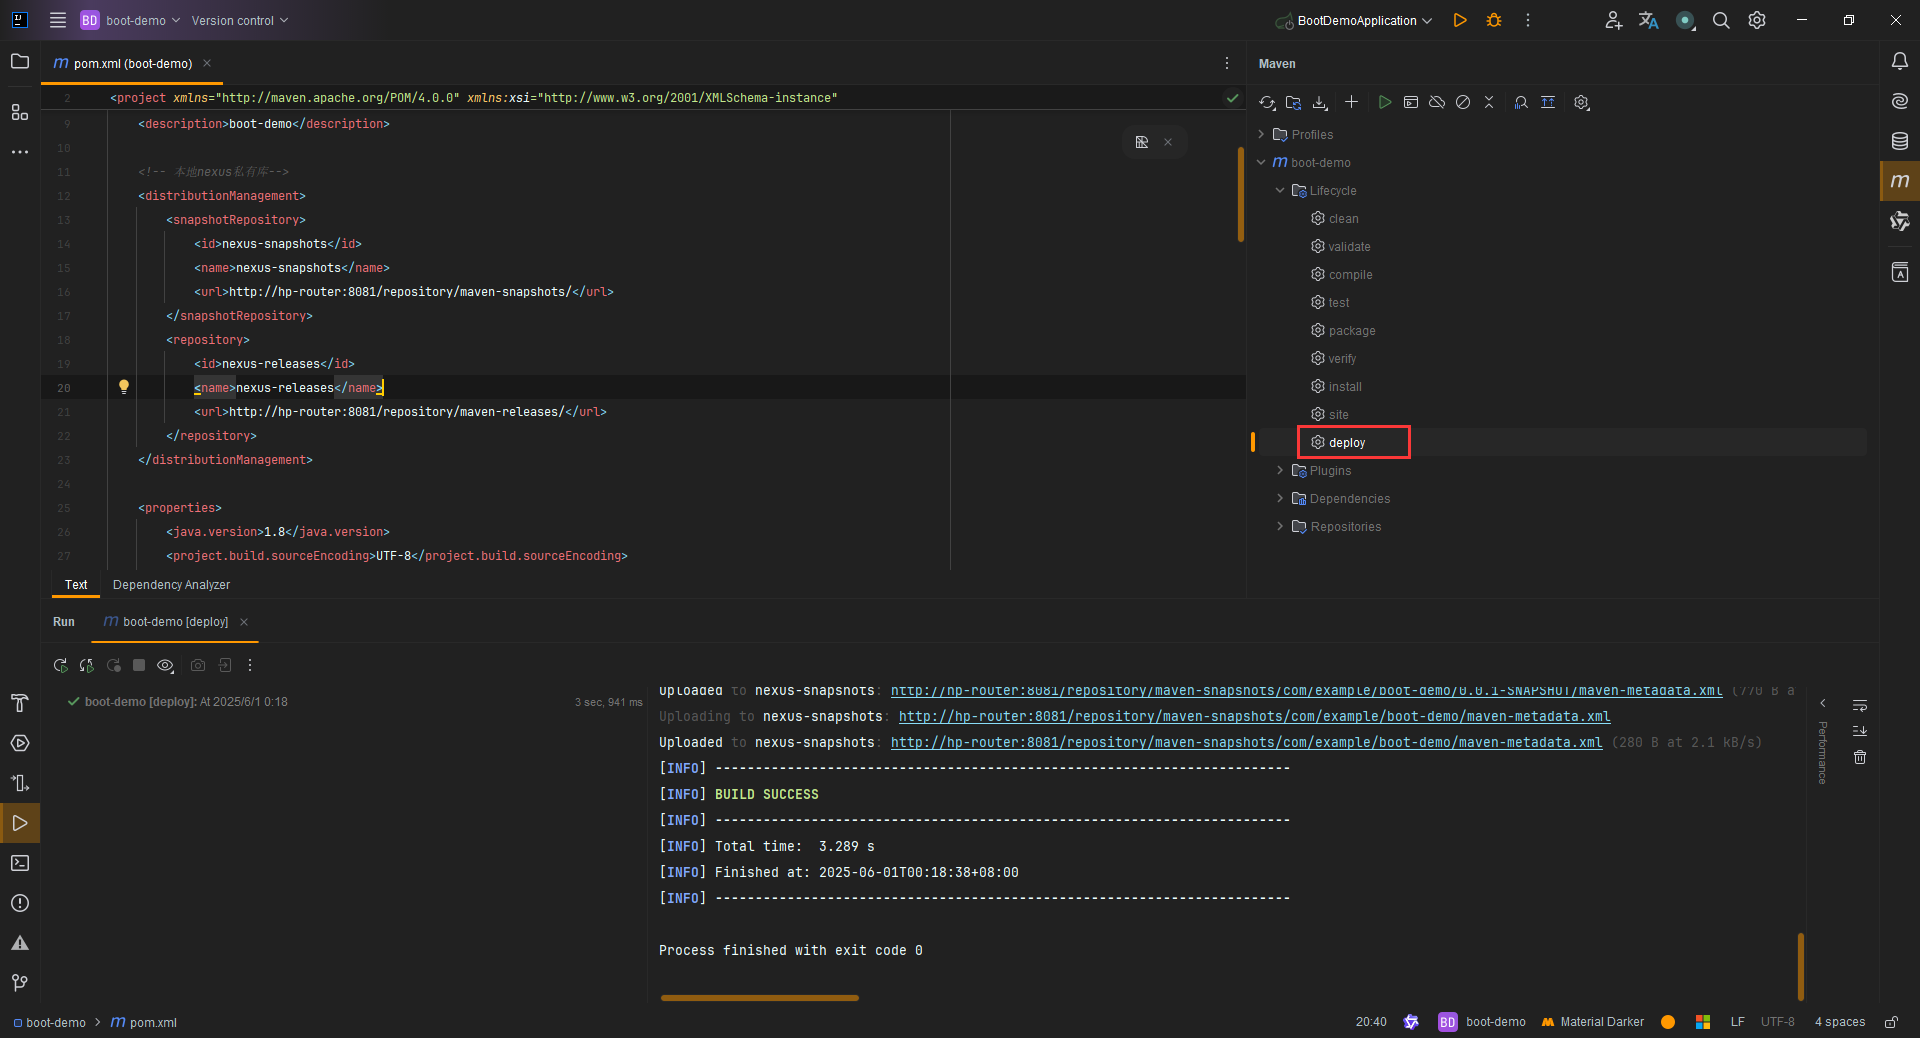 BD boot-demo Version control BootDemoApplication
pom.xml (boot-demo)
2 <project xmlns="http://maven.apache.org/POM/4.0.0" xmlns:xsi="http://www.w3.org/2001/XMLSchema-instance"
9 <description>boot-demo</description>
10
11 <!-- 本地nexus私有库-->
12 <distributionManagement>
13 <snapshotRepository>
14 <id>nexus-snapshots</id>
15 <name>nexus-snapshots</name>
16 <url>http://hp-router:8081/repository/maven-snapshots/</url>
17 </snapshotRepository>
18 <repository>
19 <id>nexus-releases</id>
20 <name>nexus-releases</name>
21 <url>http://hp-router:8081/repository/maven-releases/</url>
22 </repository>
23 </distributionManagement>
24
25 <properties>
26 <java.version>1.8</java.version>
27 <project.build.sourceEncoding>UTF-8</project.build.sourceEncoding>
Text Dependency Analyzer
Maven
Profiles
boot-demo
Lifecycle
clean
validate
compile
test
package
verify
install
site
deploy
Plugins
Dependencies
Repositories
Run boot-demo [deploy]
boot-demo [deploy]: At 2025/6/1 0:18 3 sec, 941 ms
Uploaded to nexus-snapshots: http://hp-router:8081/repository/maven-snapshots/com/example/boot-demo/0.0.1-SNAPSHOT/maven-metadata.xml (770 B a
Uploading to nexus-snapshots: http://hp-router:8081/repository/maven-snapshots/com/example/boot-demo/maven-metadata.xml
Uploaded to nexus-snapshots: http://hp-router:8081/repository/maven-snapshots/com/example/boot-demo/maven-metadata.xml (280 B at 2.1 kB/s)
[INFO] ------------------------------------------------------------------------
[INFO] BUILD SUCCESS
[INFO] ------------------------------------------------------------------------
[INFO] Total time:  3.289 s
[INFO] Finished at: 2025-06-01T00:18:38+08:00
[INFO] ------------------------------------------------------------------------
Process finished with exit code 0
Performance
boot-demo > pom.xml 20:40 BD boot-demo Material Darker LF UTF-8 4 spaces